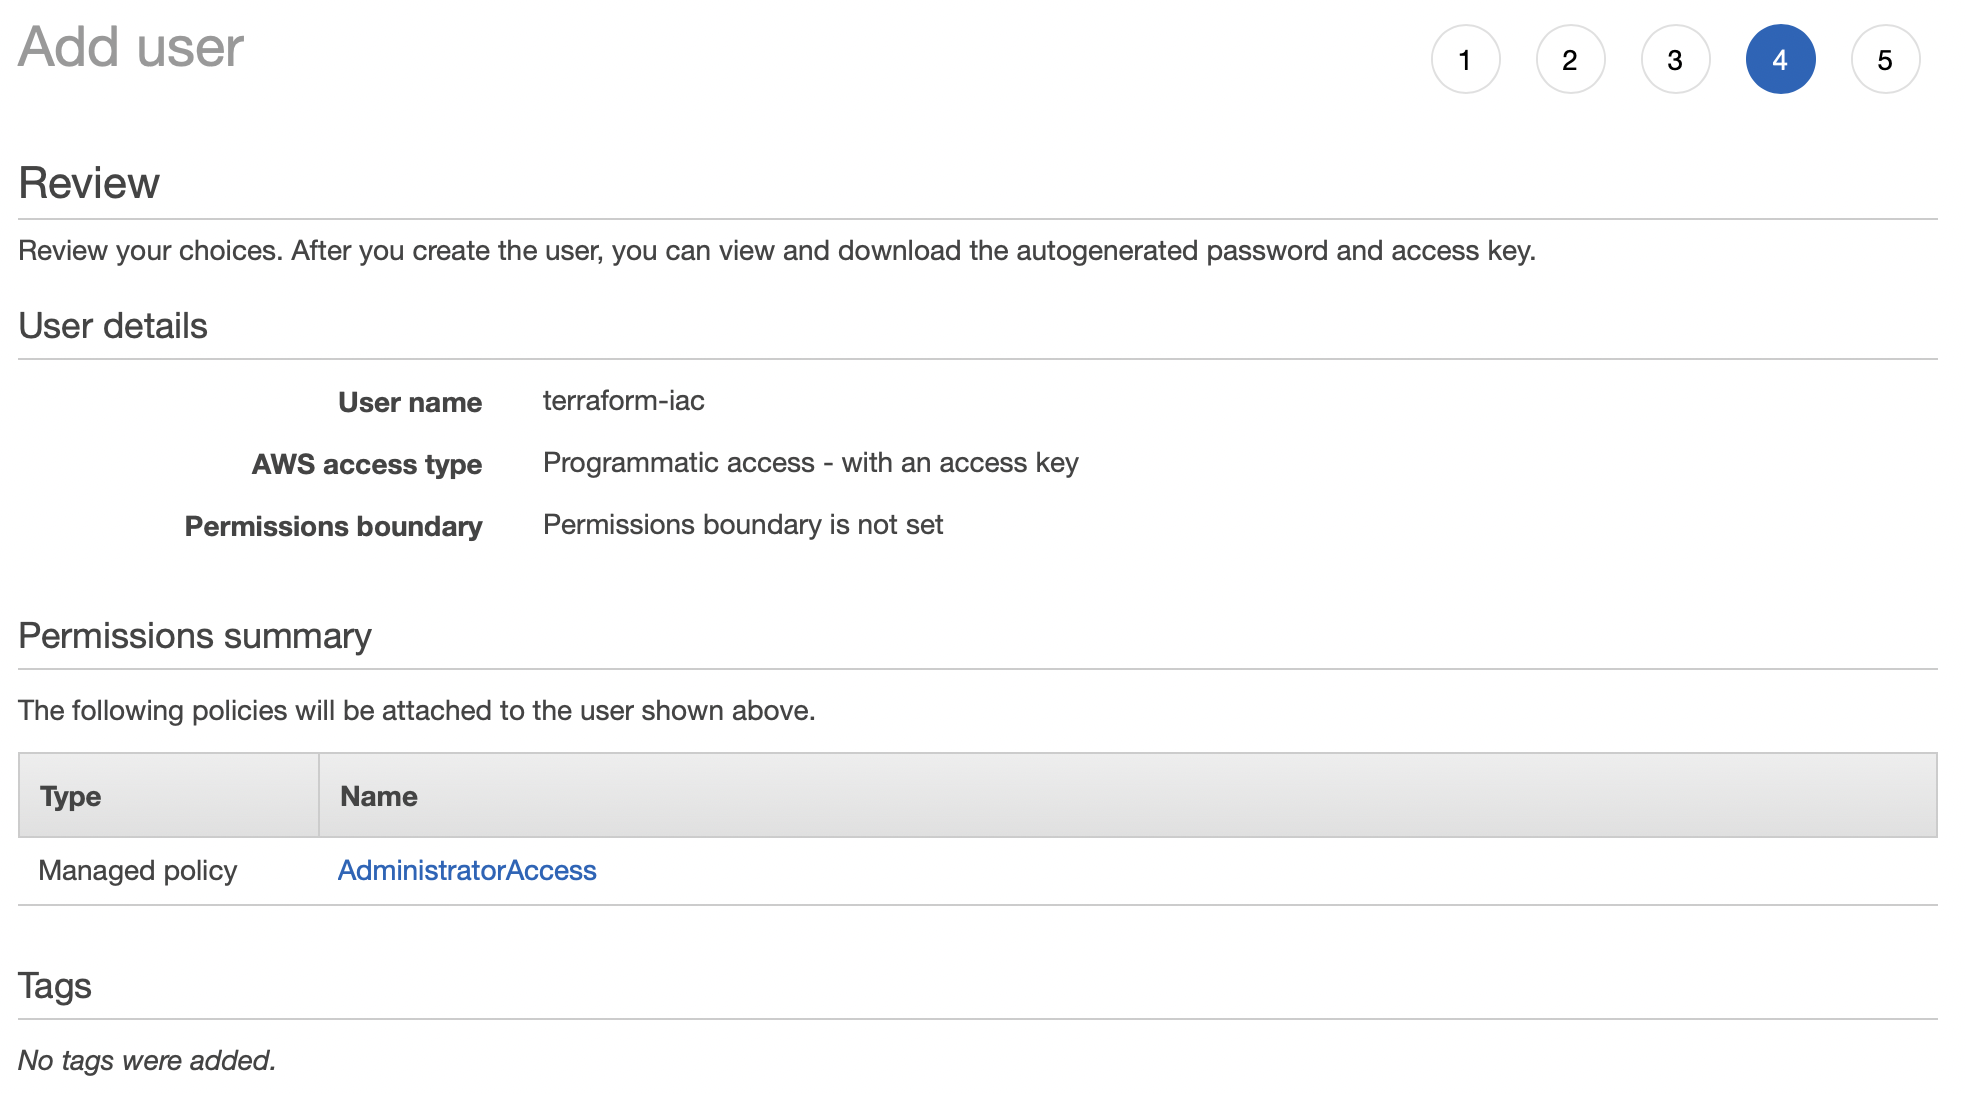 Add user
1 2 3 4 5
Review
Review your choices. After you create the user, you can view and download the autogenerated password and access key.
User details
User name terraform-iac
AWS access type Programmatic access - with an access key
Permissions boundary Permissions boundary is not set
Permissions summary
The following policies will be attached to the user shown above.
Type Name
Managed policy AdministratorAccess
Tags
No tags were added.